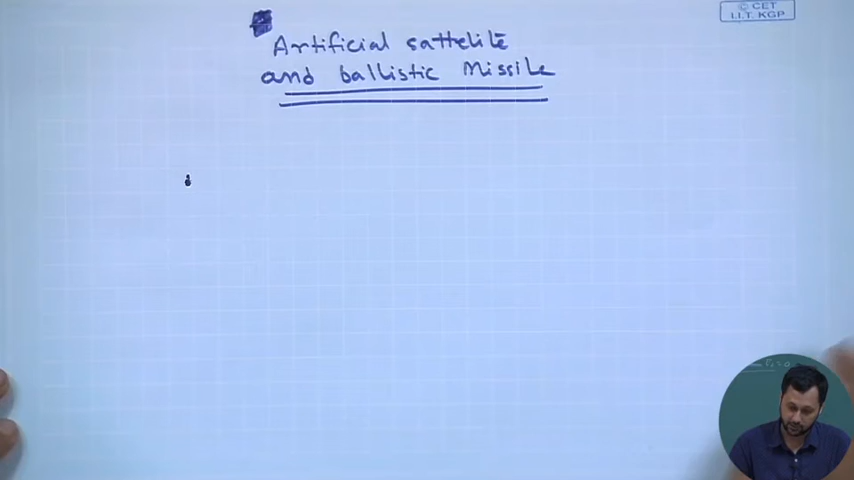 © CET
I.I.T. KGP
Artificial sattelite
and ballistic Missile